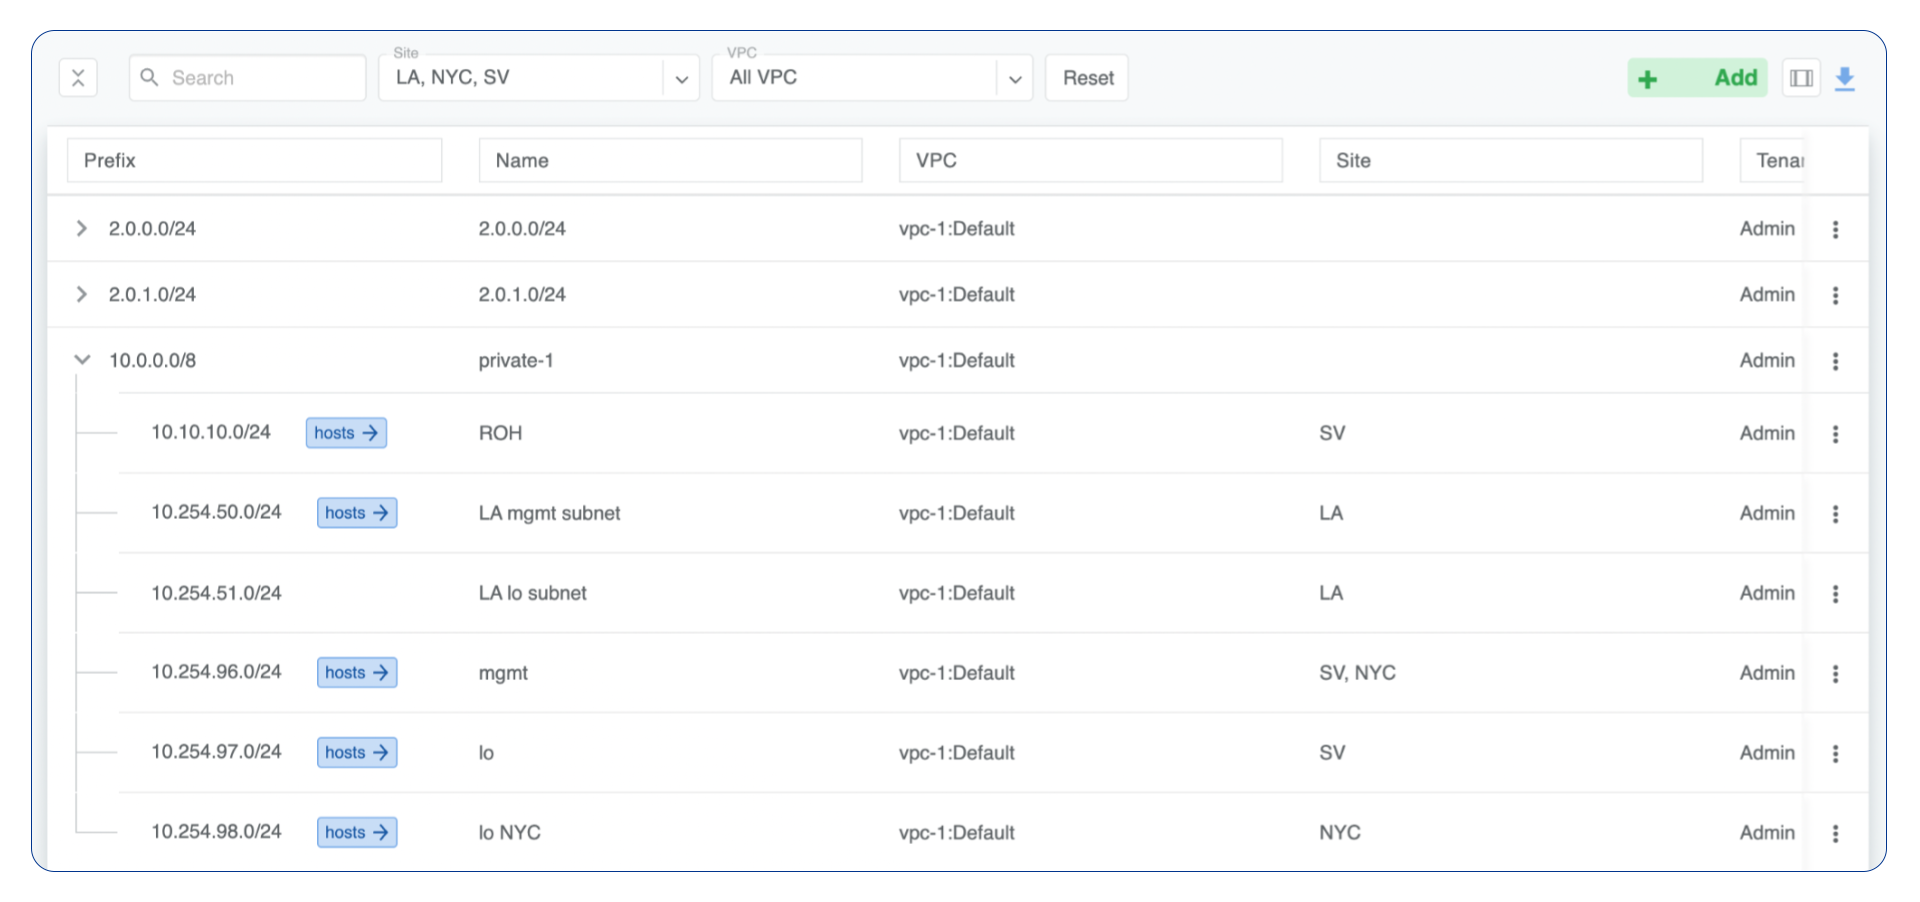 Site VPC
Search LA, NYC, SV All VPC Reset + Add
Prefix Name VPC Site Tenan
2.0.0.0/24 2.0.0.0/24 vpc-1:Default Admin
2.0.1.0/24 2.0.1.0/24 vpc-1:Default Admin
10.0.0.0/8 private-1 vpc-1:Default Admin
10.10.10.0/24 hosts → ROH vpc-1:Default SV Admin
10.254.50.0/24 hosts → LA mgmt subnet vpc-1:Default LA Admin
10.254.51.0/24 LA lo subnet vpc-1:Default LA Admin
10.254.96.0/24 hosts → mgmt vpc-1:Default SV, NYC Admin
10.254.97.0/24 hosts → lo vpc-1:Default SV Admin
10.254.98.0/24 hosts → lo NYC vpc-1:Default NYC Admin